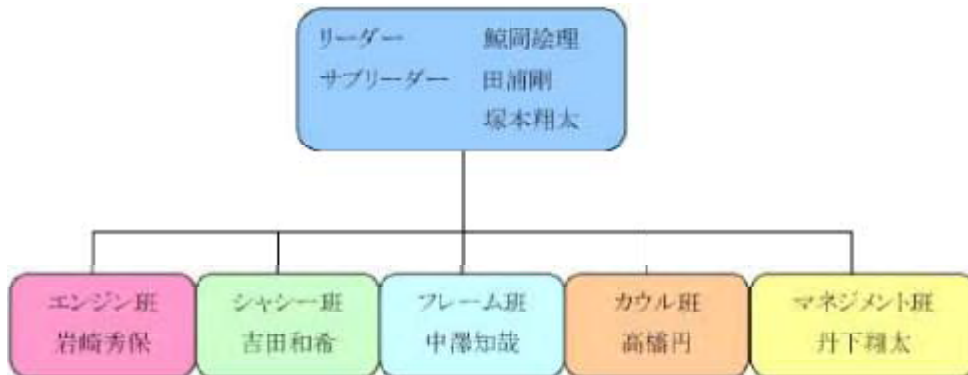 リーダー 鯨岡絵理
サブリーダー 田浦剛
塚本翔太
エンジン班
岩崎秀保
シャシー班
吉田和希
フレーム班
中澤知哉
カウル班
高橋円
マネジメント班
丹下翔太